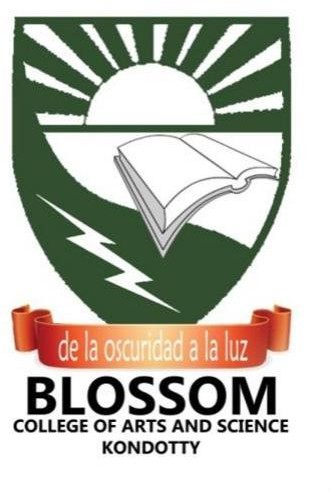 de la oscuridad a la luz
BLOSSOM
COLLEGE OF ARTS AND SCIENCE
KONDOTTY